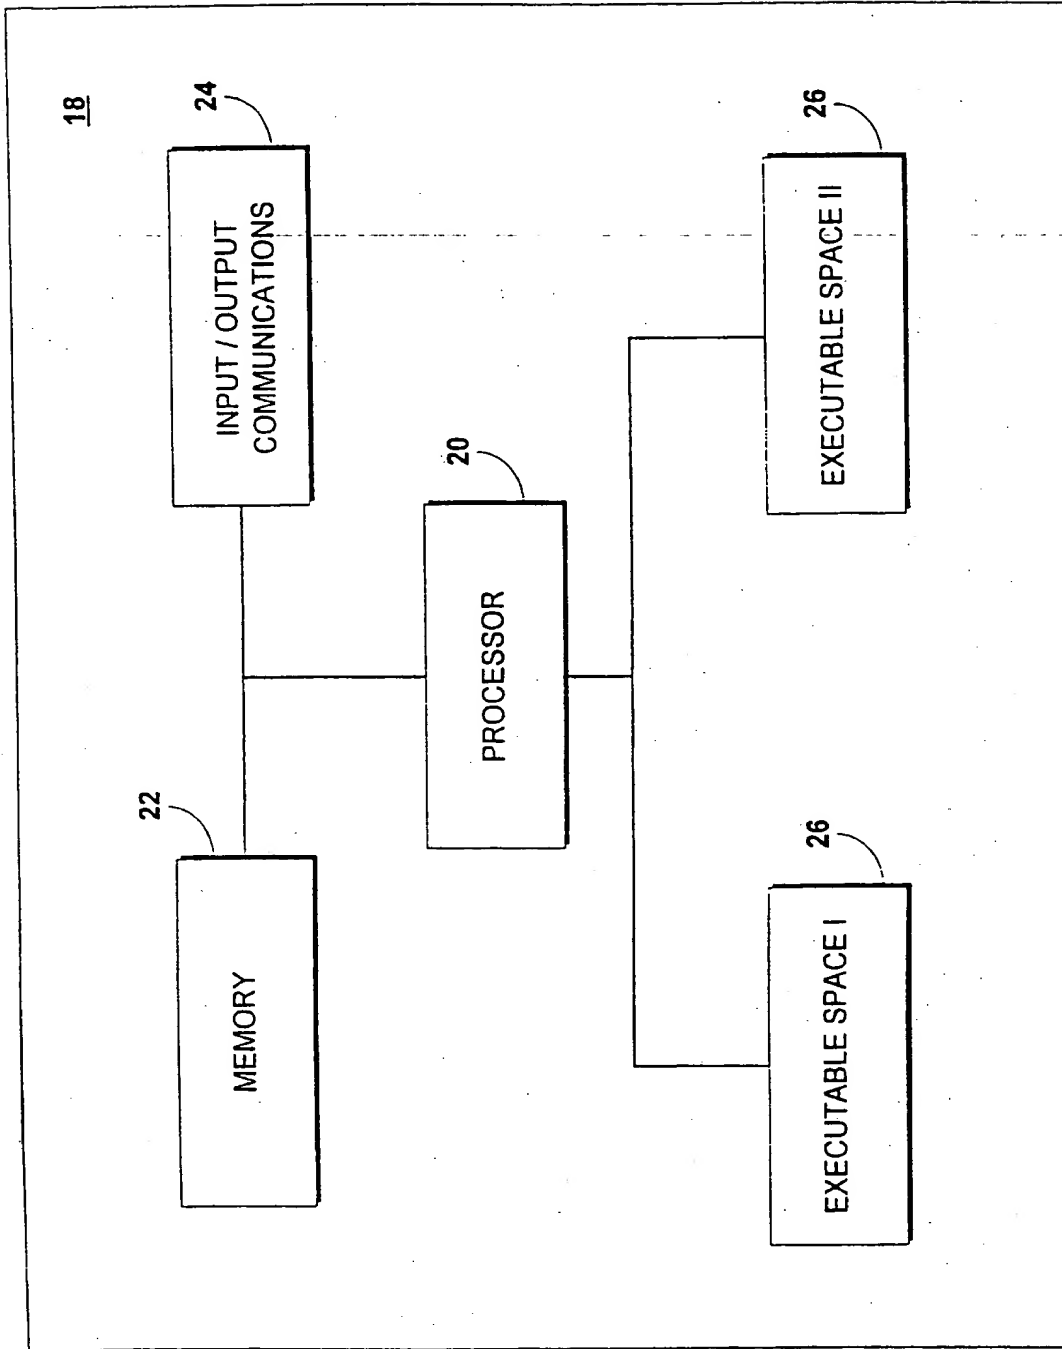 18
22
24
MEMORY
INPUT / OUTPUT
COMMUNICATIONS
20
PROCESSOR
26
26
EXECUTABLE SPACE I
EXECUTABLE SPACE II